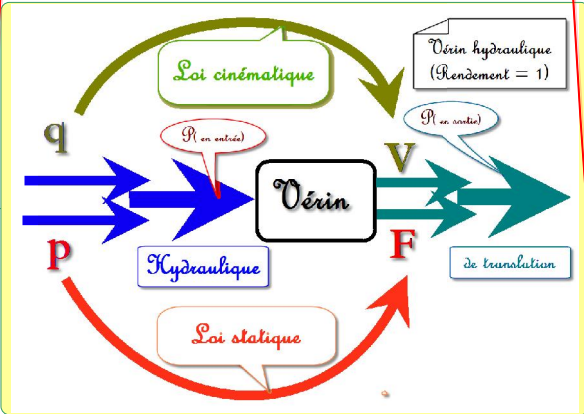 Loi cinématique
Vérin hydraulique
(Rendement = 1)
q
P( en entrée)
P( en sortie)
V
Vérin
p
F
Hydraulique
de translation
Loi statique